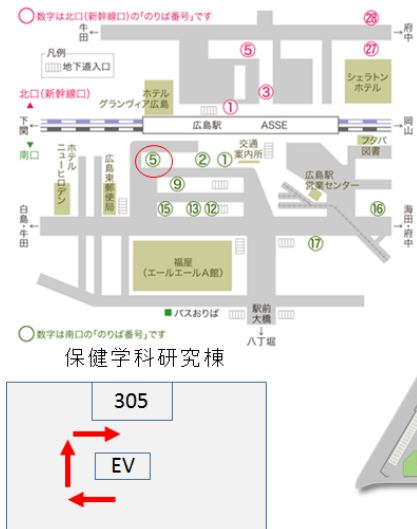 ○数字は北口(新幹線口)の「のりば番号」です
牛田
府中
㉘
凡例
地下道入口
⑤
㉗
ホテル
グランヴィア広島
③
シェラトン
ホテル
北口(新幹線口)
①
下関
広島駅 ASSE
岡山
南口
ホテル
ニューヒロデン
広島東郵便局
⑤
②
①
交通
案内所
フタバ
図書
⑨
広島駅
営業センター
⑮
⑬
⑫
⑯
白島・牛田
海田・府中
⑰
福屋
(エールエールA館)
■バスおりば
駅前
大橋
八丁堀
○数字は南口の「のりば番号」です
保健学科研究棟
305
EV